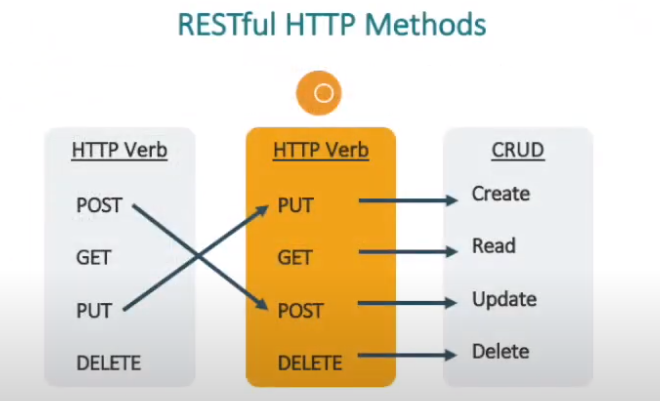 RESTful HTTP Methods
HTTP Verb
POST
GET
PUT
DELETE
HTTP Verb
PUT
GET
POST
DELETE
CRUD
Create
Read
Update
Delete